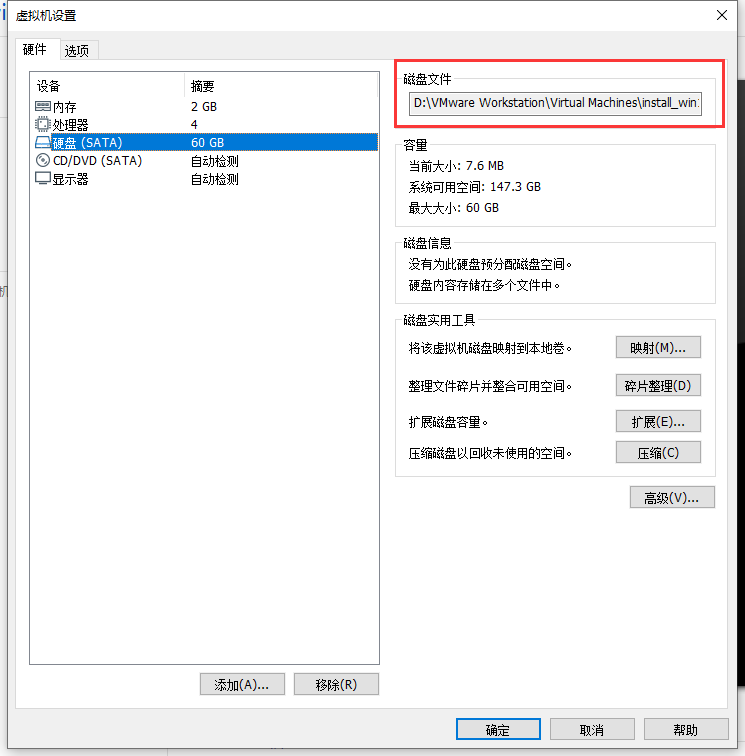 虚拟机设置
硬件
选项
设备 摘要
内存 2 GB
处理器 4
硬盘 (SATA) 60 GB
CD/DVD (SATA) 自动检测
显示器 自动检测
添加(A)...
移除(R)
磁盘文件
D:\VMware Workstation\Virtual Machines\install_win
容量
当前大小: 7.6 MB
系统可用空间: 147.3 GB
最大大小: 60 GB
磁盘信息
没有为此硬盘预分配磁盘空间。
硬盘内容存储在多个文件中。
磁盘实用工具
将该虚拟机磁盘映射到本地卷。 映射(M)...
整理文件碎片并整合可用空间。 碎片整理(D)
扩展磁盘容量。 扩展(E)...
压缩磁盘以回收未使用的空间。 压缩(C)
高级(V)...
确定
取消
帮助